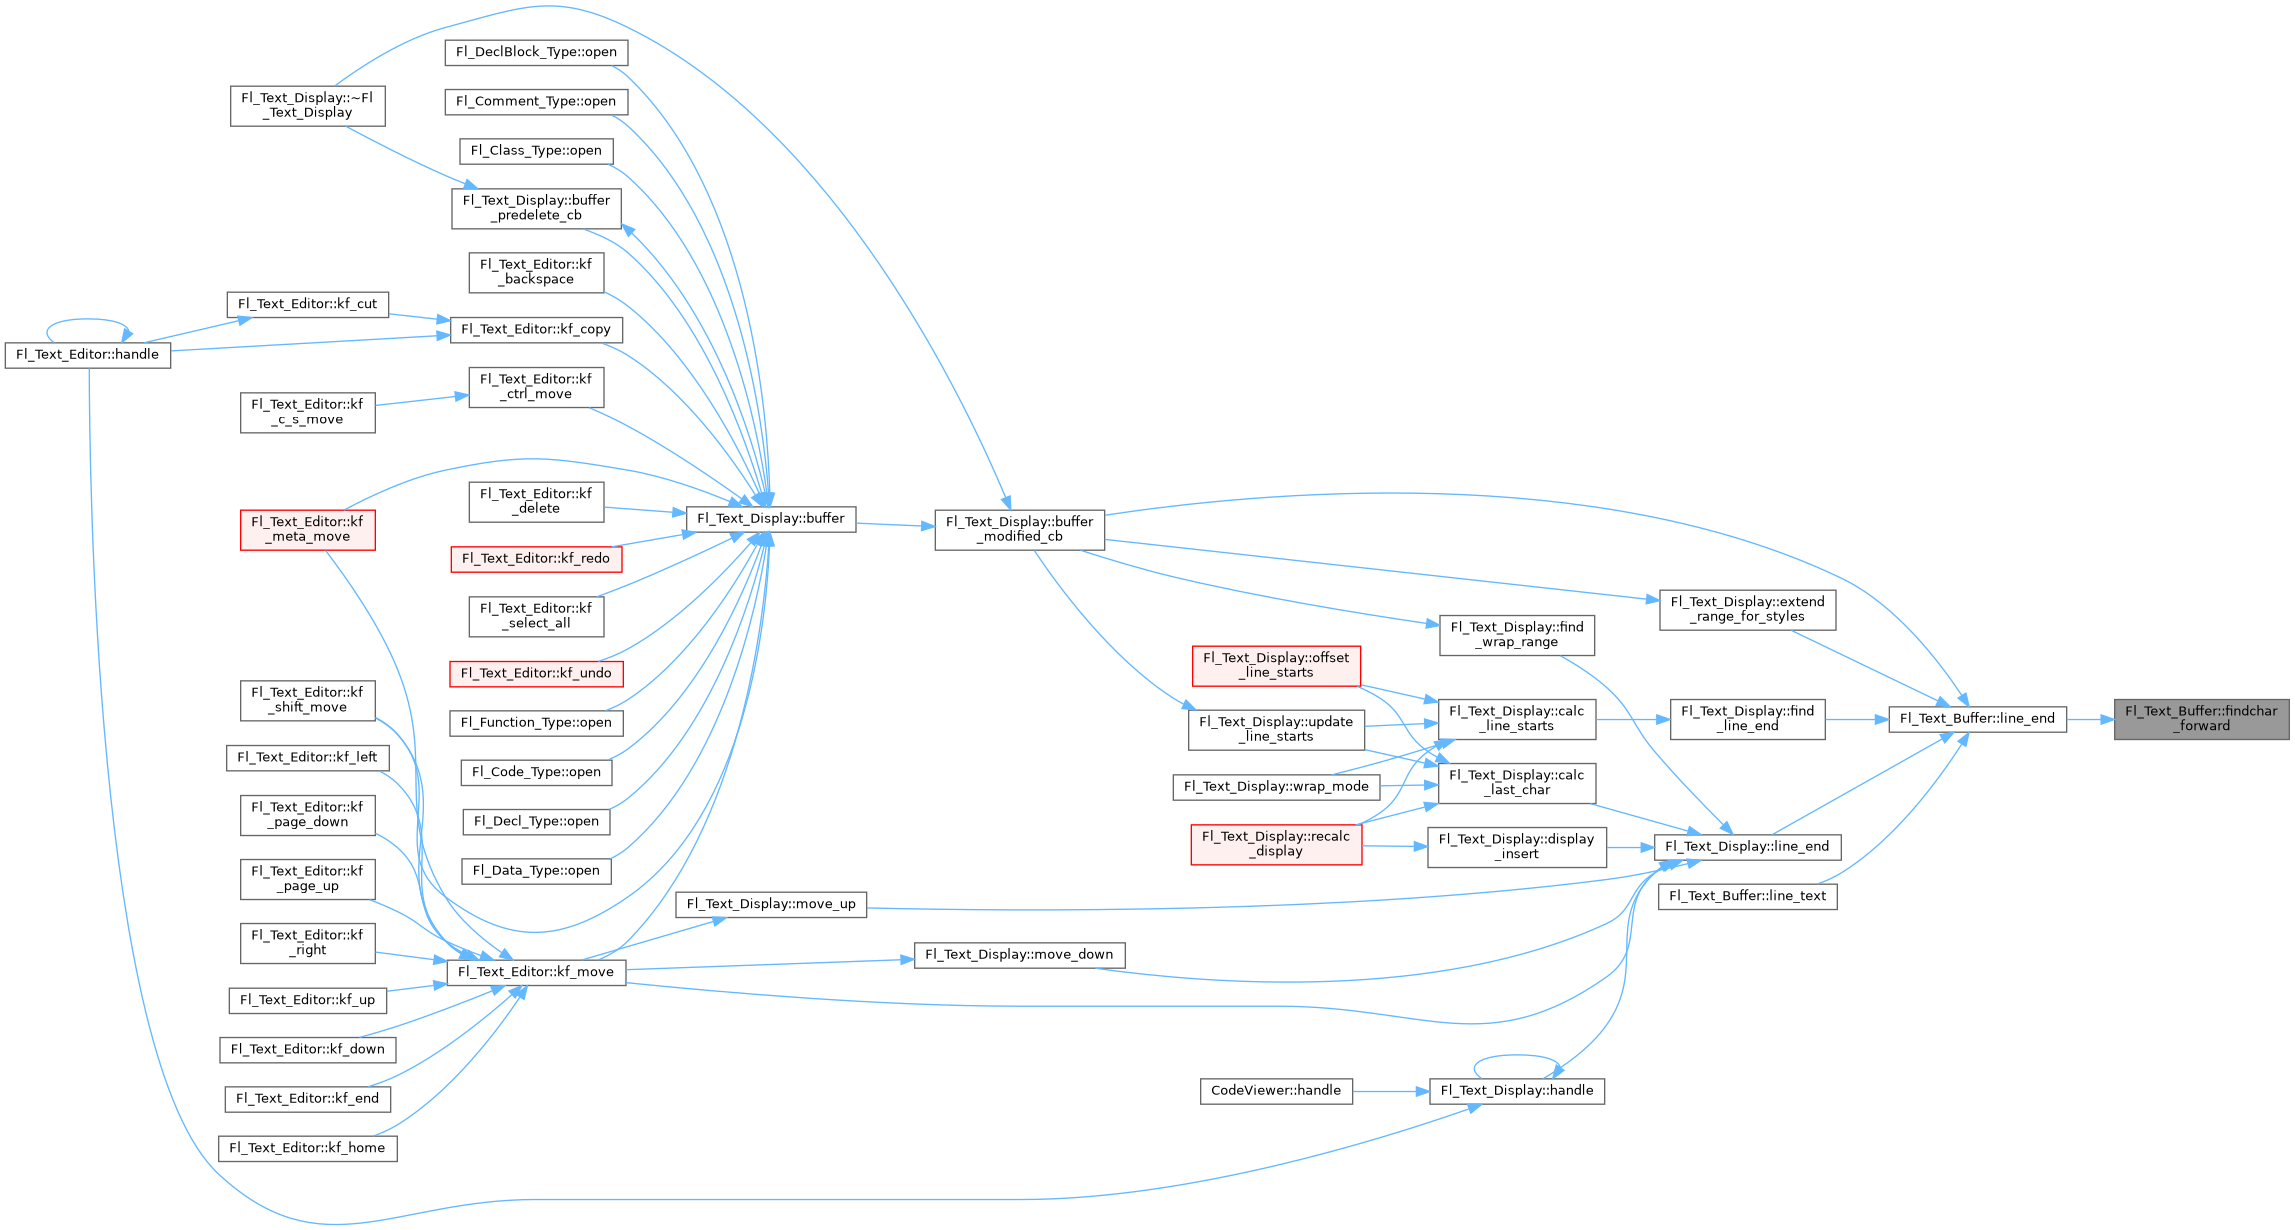 Fl_DeclBlock_Type::open
Fl_Comment_Type::open
Fl_Text_Display::~Fl
_Text_Display
Fl_Class_Type::open
Fl_Text_Display::buffer
_predelete_cb
Fl_Text_Editor::kf
_backspace
Fl_Text_Editor::kf_cut
Fl_Text_Editor::kf_copy
Fl_Text_Editor::handle
Fl_Text_Editor::kf
_ctrl_move
Fl_Text_Editor::kf
_c_s_move
Fl_Text_Editor::kf
_delete
Fl_Text_Editor::kf
_meta_move
Fl_Text_Display::buffer
Fl_Text_Display::buffer
_modified_cb
Fl_Text_Editor::kf_redo
Fl_Text_Editor::kf
_select_all
Fl_Text_Display::extend
_range_for_styles
Fl_Text_Display::find
_wrap_range
Fl_Text_Display::offset
_line_starts
Fl_Text_Editor::kf_undo
Fl_Text_Editor::kf
_shift_move
Fl_Function_Type::open
Fl_Text_Display::update
_line_starts
Fl_Text_Display::calc
_line_starts
Fl_Text_Display::find
_line_end
Fl_Text_Buffer::line_end
Fl_Text_Buffer::findchar
_forward
Fl_Text_Editor::kf_left
Fl_Code_Type::open
Fl_Text_Display::wrap_mode
Fl_Text_Display::calc
_last_char
Fl_Text_Editor::kf
_page_down
Fl_Decl_Type::open
Fl_Text_Display::recalc
_display
Fl_Text_Display::display
_insert
Fl_Text_Display::line_end
Fl_Text_Editor::kf
_page_up
Fl_Data_Type::open
Fl_Text_Display::move_up
Fl_Text_Buffer::line_text
Fl_Text_Editor::kf
_right
Fl_Text_Editor::kf_move
Fl_Text_Display::move_down
Fl_Text_Editor::kf_up
Fl_Text_Editor::kf_down
Fl_Text_Editor::kf_end
CodeViewer::handle
Fl_Text_Display::handle
Fl_Text_Editor::kf_home